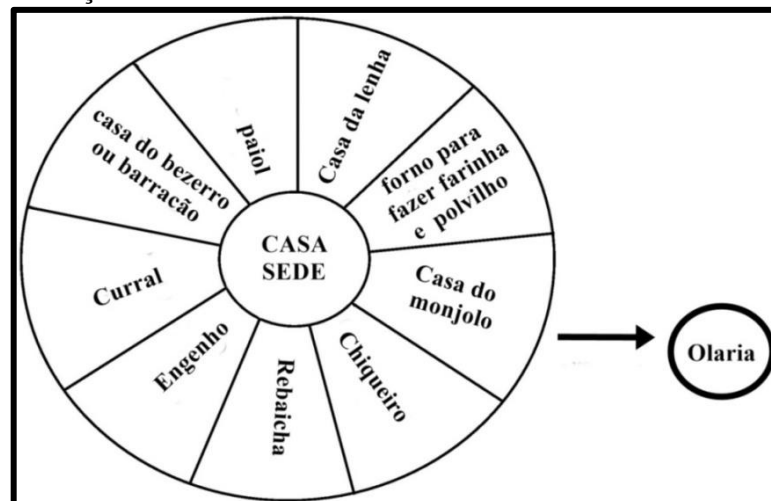 paiol
Casa da lenha
casa do bezerro
ou barracão
forno para
fazer farinha
e polvilho
CASA
SEDE
Curral
Casa do
monjolo
Engenho
Rebaicha
Chiqueiro
Olaria